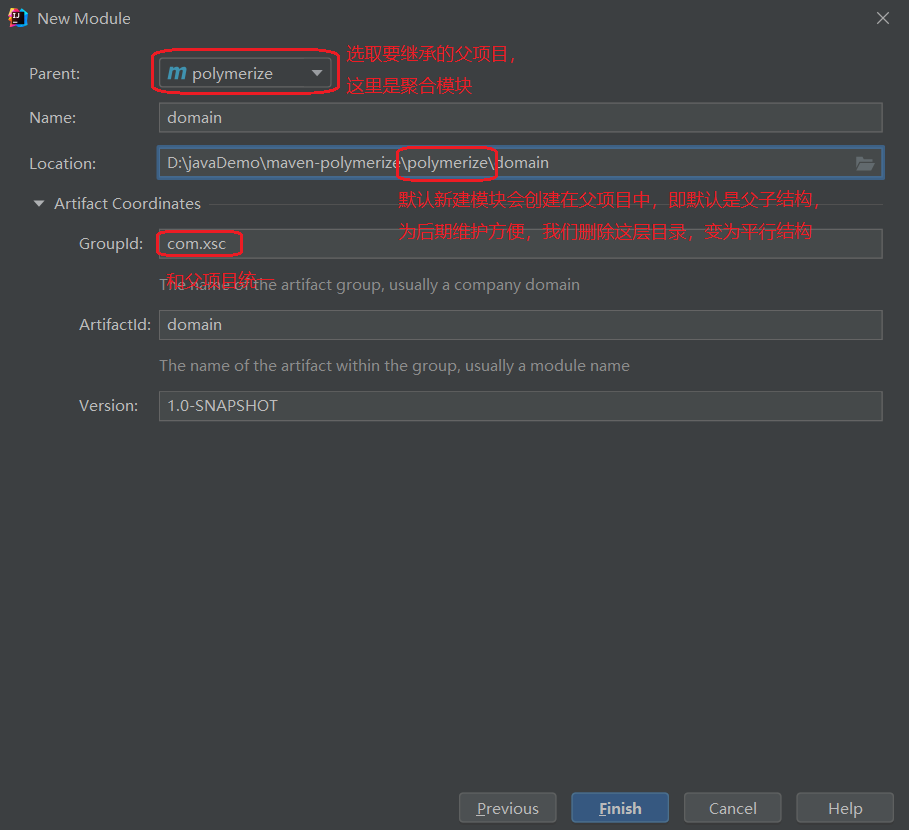 New Module
选取要继承的父项目,
Parent:
polymerize
这里是聚合模块
Name:
domain
Location:
D:\javaDemo\maven-polymerize\polymerize\domain
Artifact Coordinates
默认新建模块会创建在父项目中，即默认是父子结构，
为后期维护方便，我们删除这层目录，变为平行结构
GroupId:
com.xsc
和父项目统一
The name of the artifact group, usually a company domain
ArtifactId:
domain
The name of the artifact within the group, usually a module name
Version:
1.0-SNAPSHOT
Previous
Finish
Cancel
Help